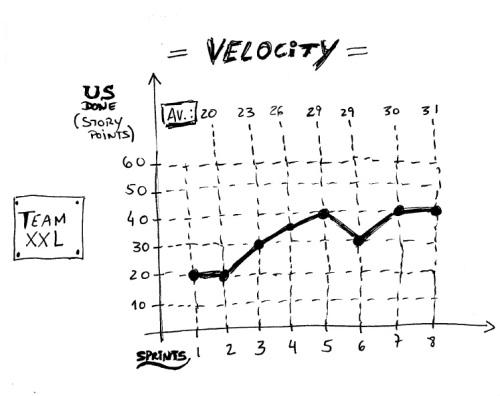 = VELOCITY =
US
DONE
(STORY
POINTS)
Av.: 20 23 26 29 29 30 31
60
50
40
30
20
10
TEAM
XXL
SPRINTS 1 2 3 4 5 6 7 8